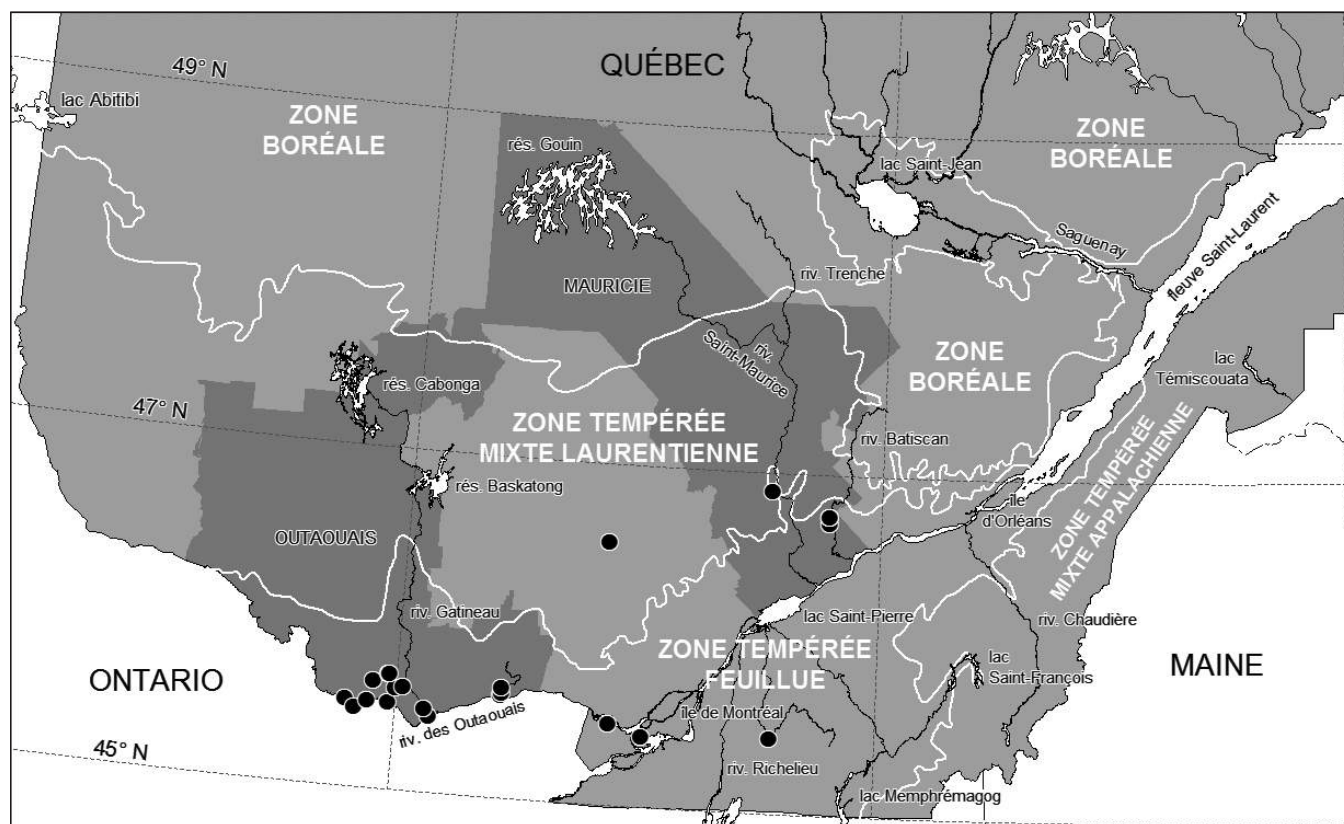 QUÉBEC
49° N
lac Abitibi
ZONE
BORÉALE
rés. Gouin
ZONE
BORÉALE
lac Saint-Jean
Saguenay
fleuve Saint-Laurent
riv. Trenche
MAURICIE
riv.
Saint-Maurice
ZONE
BORÉALE
lac
Témiscouata
rés. Cabonga
47° N
ZONE TEMPÉRÉE
MIXTE LAURENTIENNE
riv. Batiscan
ZONE TEMPÉRÉE
MIXTE APPALACHIENNE
rés. Baskatong
île
d'Orléans
OUTAOUAIS
riv. Gatineau
lac Saint-Pierre
riv. Chaudière
ZONE TEMPÉRÉE
FEUILLUE
lac
Saint-François
MAINE
ONTARIO
île de Montréal
riv. des Outaouais
45° N
riv. Richelieu
lac Memphrémagog